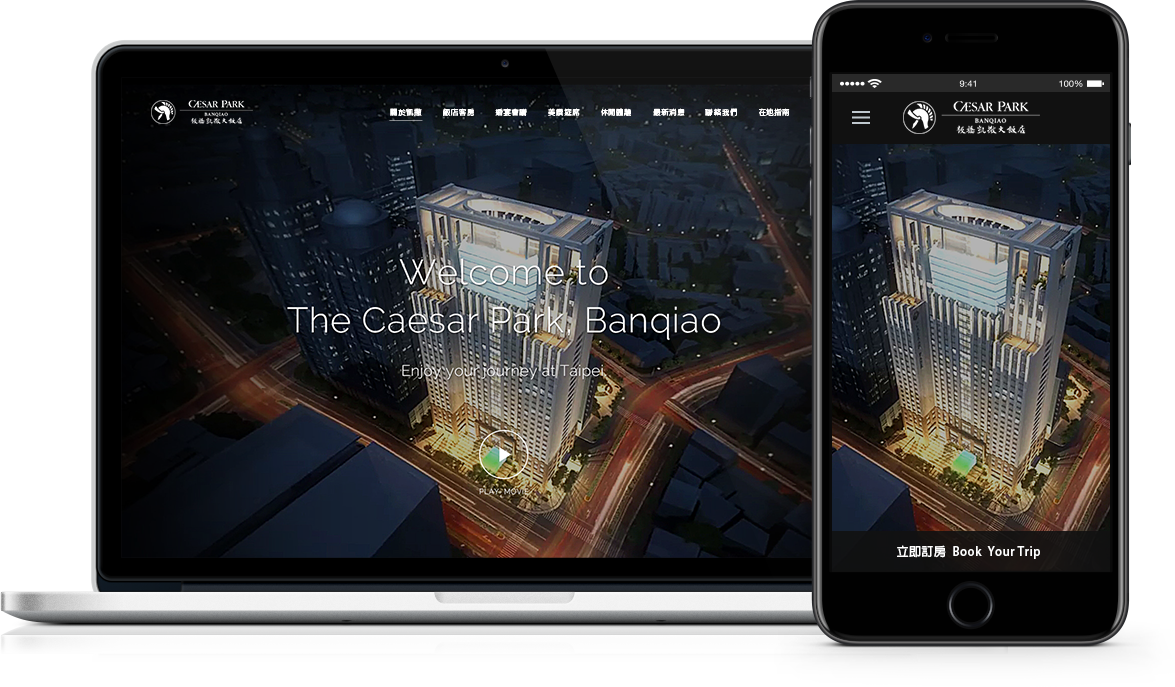 CÆSAR PARK
BANQIAO
板橋凱撒大飯店
關於凱撒 飯店客房 婚宴會議 美饌盛席 休閒體驗 最新消息 聯絡我們 在地指南
Welcome to
The Caesar Park, Banqiao
Enjoy your journey at Taipei.
PLAY MOVIE
9:41
100%
CÆSAR PARK
BANQIAO
板橋凱撒大飯店
立即訂房 Book Your Trip